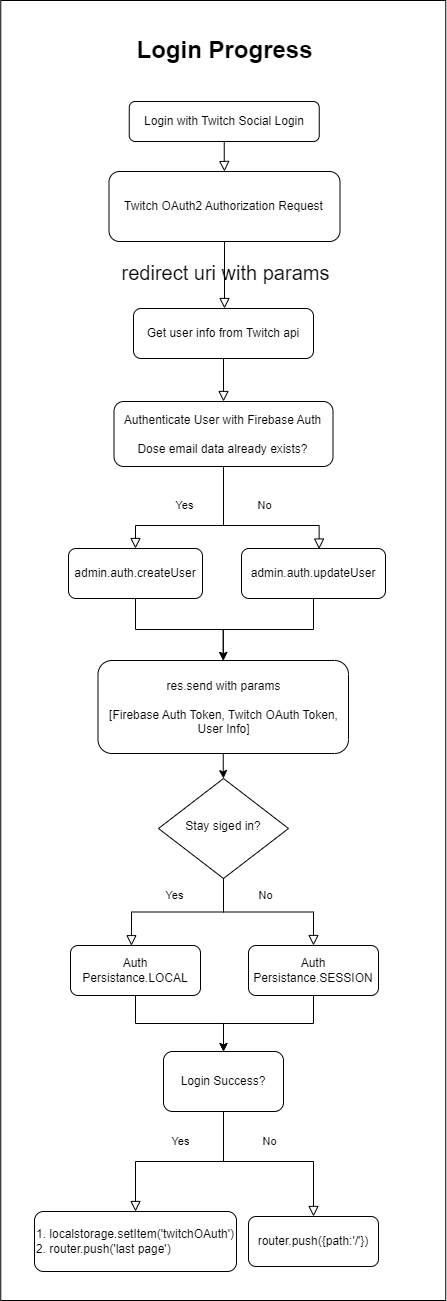 Login Progress
Login with Twitch Social Login
Twitch OAuth2 Authorization Request
redirect uri with params
Get user info from Twitch api
Authenticate User with Firebase Auth
Dose email data already exists?
Yes
No
admin.auth.createUser
admin.auth.updateUser
res.send with params
[Firebase Auth Token, Twitch OAuth Token,
User Info]
Stay siged in?
Yes
No
Auth
Persistance.LOCAL
Auth
Persistance.SESSION
Login Success?
Yes
No
1. localstorage.setItem('twitchOAuth')
2. router.push('last page')
router.push({path:'/'})